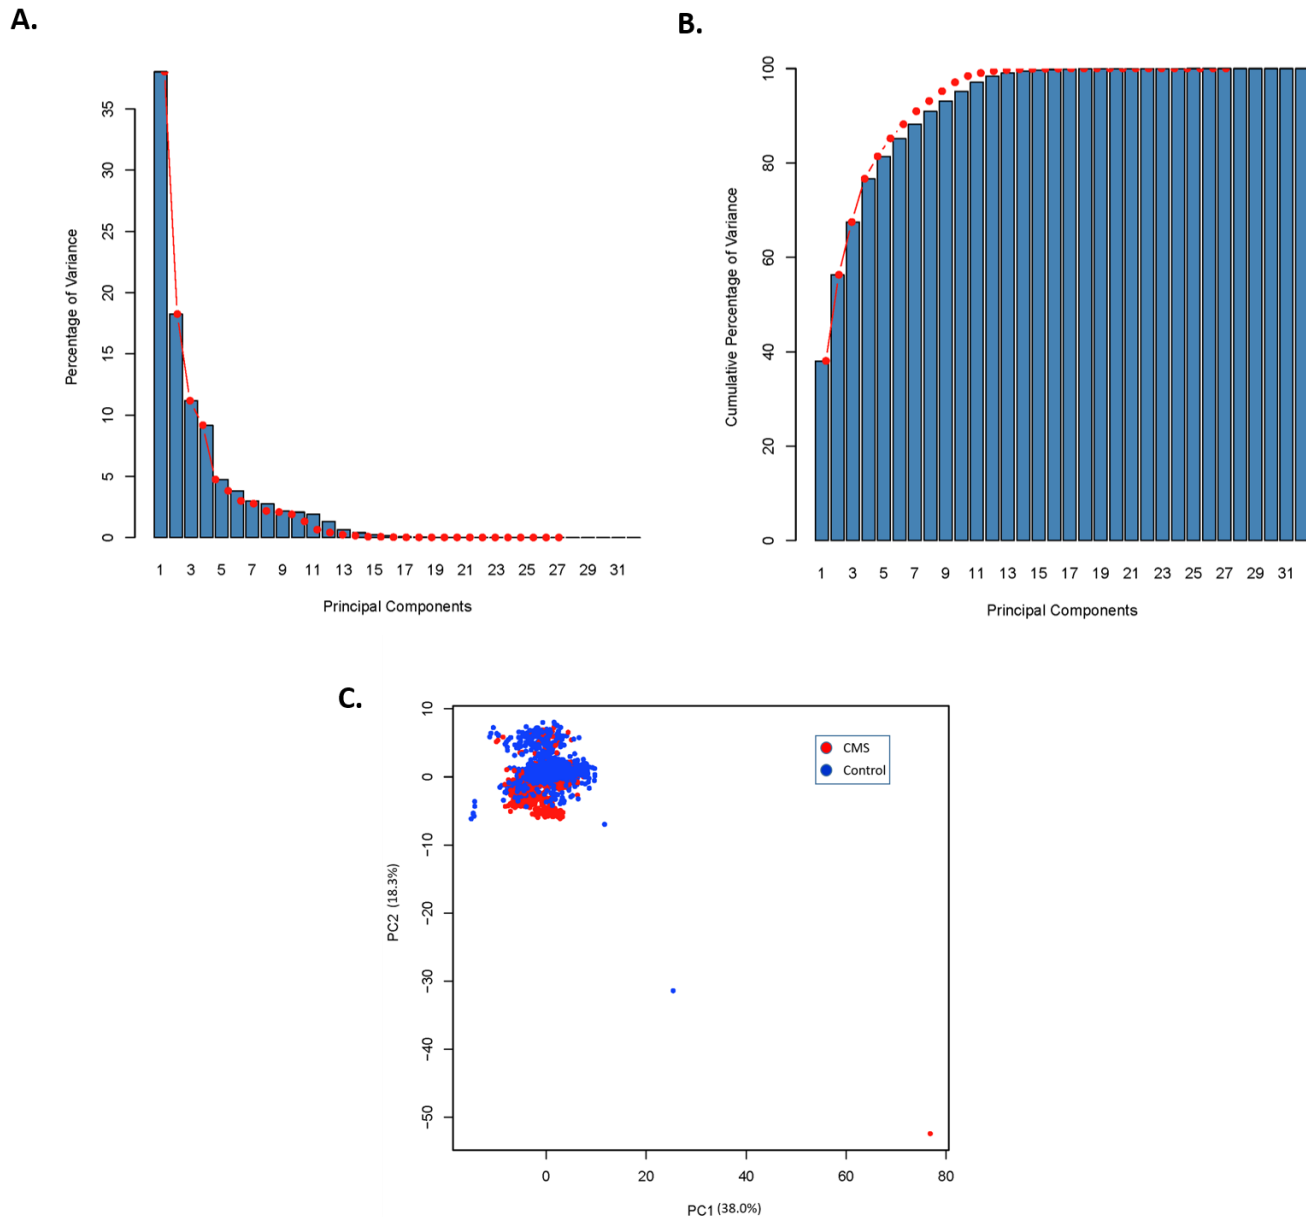 A.
35
30
25
20
15
10
5
0
Percentage of Variance
1 3 5 7 9 11 13 15 17 19 21 23 25 27 29 31
Principal Components
B.
100
80
60
40
20
0
Cumulative Percentage of Variance
1 3 5 7 9 11 13 15 17 19 21 23 25 27 29 31
Principal Components
C.
10
0
−10
−20
−30
−40
−50
PC2 (18.3%)
CMS
Control
0 20 40 60 80
PC1 (38.0%)